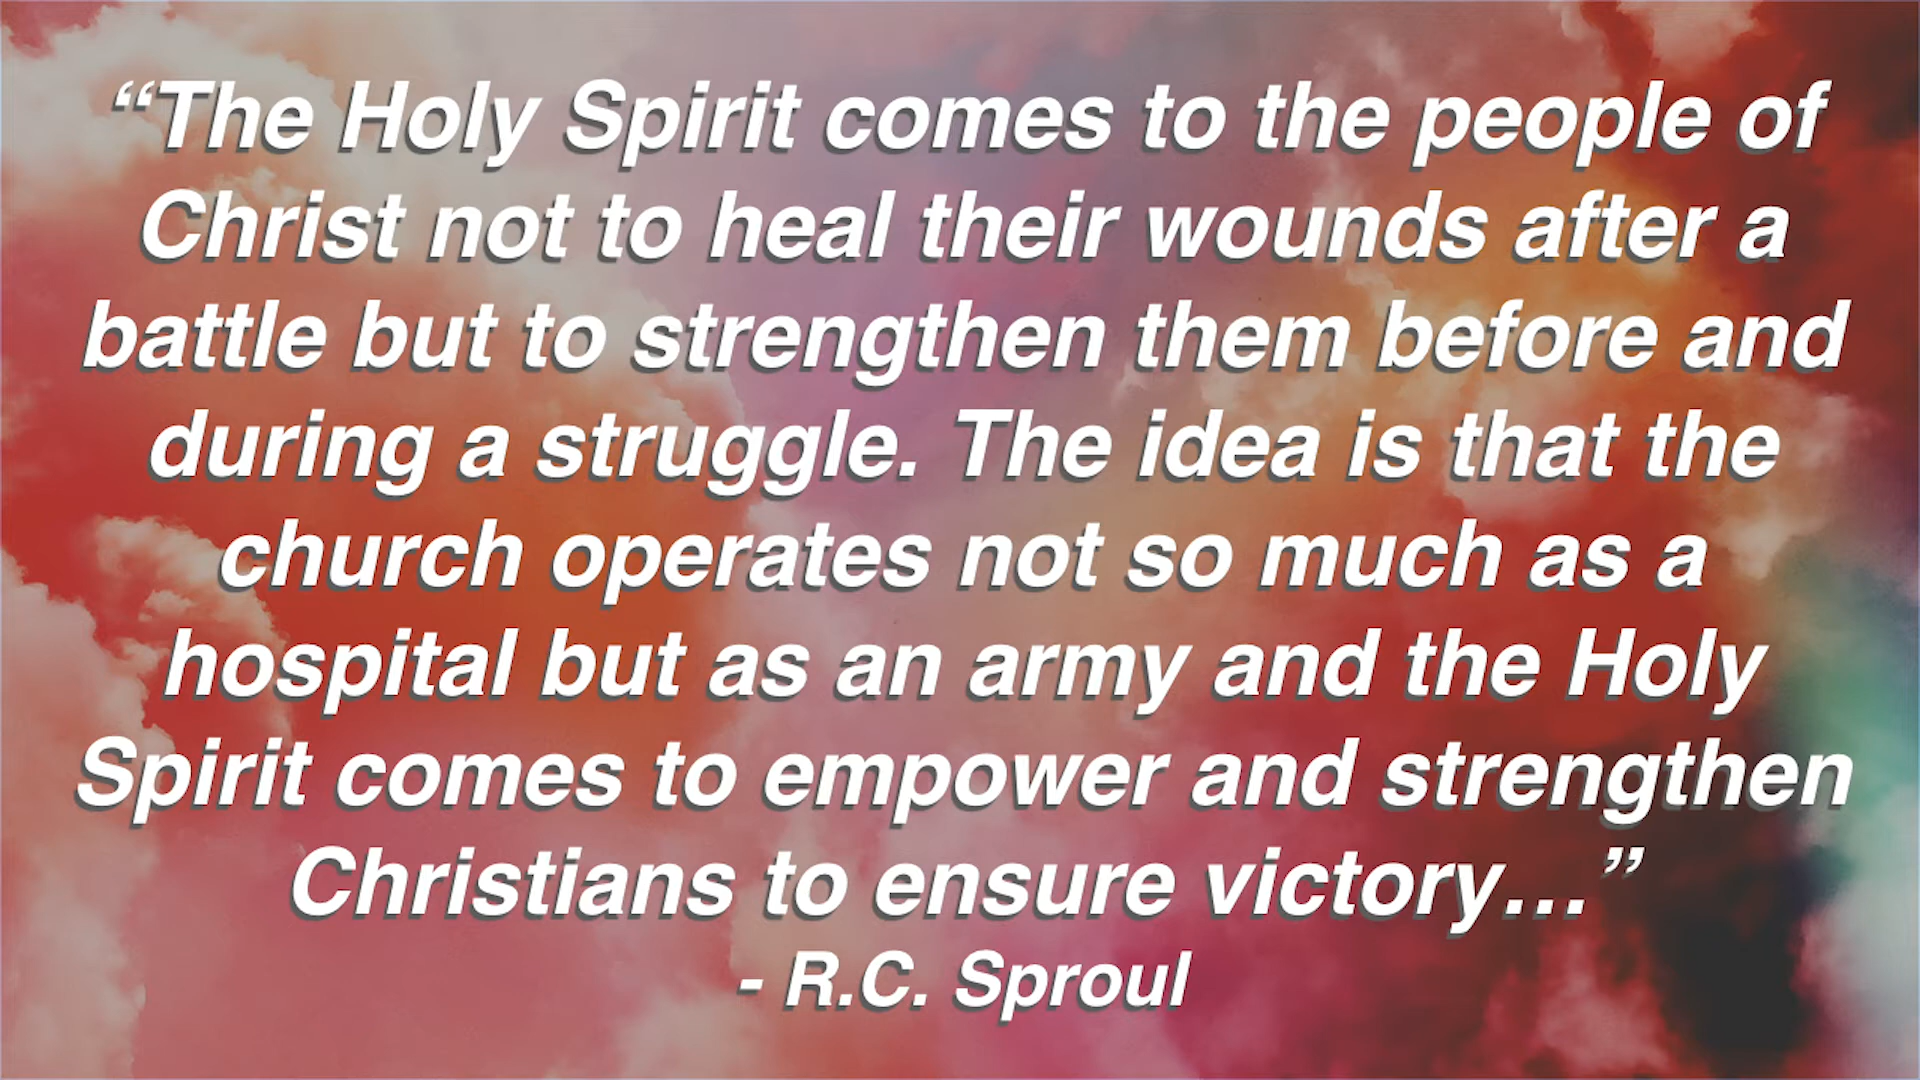 “The Holy Spirit comes to the people of
Christ not to heal their wounds after a
battle but to strengthen them before and
during a struggle. The idea is that the
church operates not so much as a
hospital but as an army and the Holy
Spirit comes to empower and strengthen
Christians to ensure victory…”
- R.C. Sproul